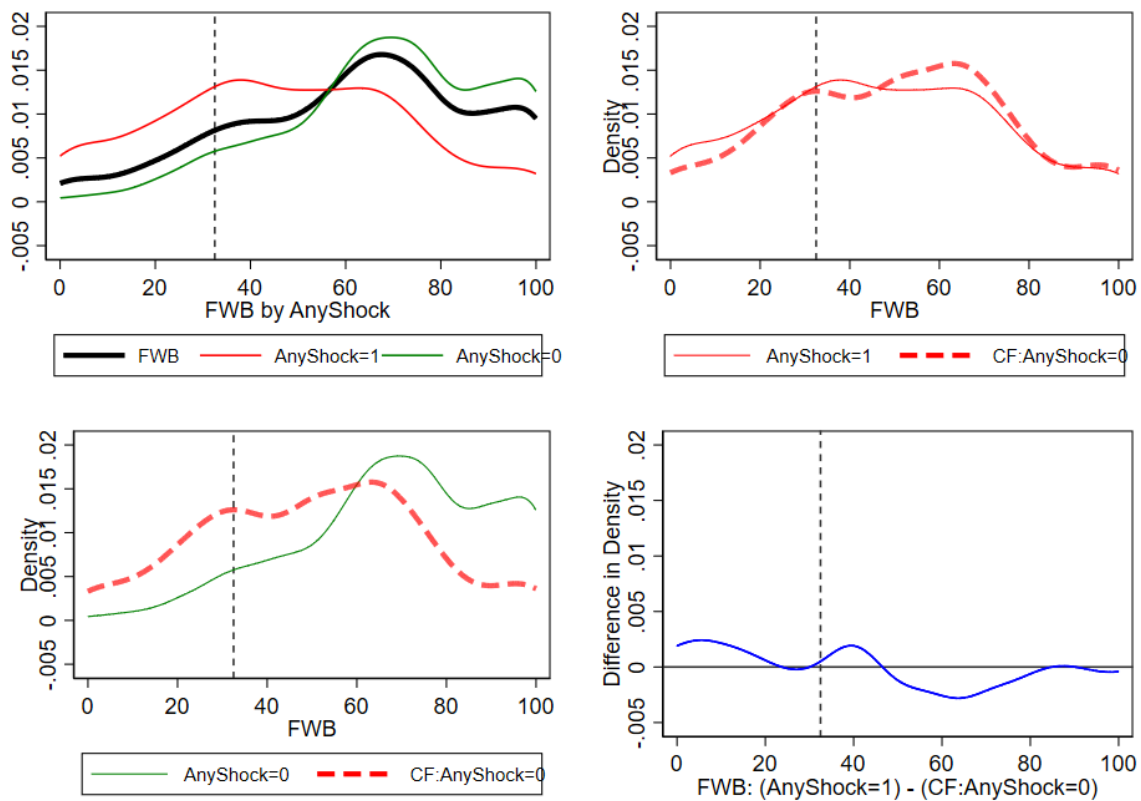 -.005 0 .005 .01 .015 .02
0 20 40 60 80 100
FWB by AnyShock
FWB AnyShock=1 AnyShock=0
Density
-.005 0 .005 .01 .015 .02
0 20 40 60 80 100
FWB
AnyShock=1 CF:AnyShock=0
Density
-.005 0 .005 .01 .015 .02
0 20 40 60 80 100
FWB
AnyShock=0 CF:AnyShock=0
Difference in Density
-.005 0 .005 .01 .015 .02
0 20 40 60 80 100
FWB: (AnyShock=1) - (CF:AnyShock=0)